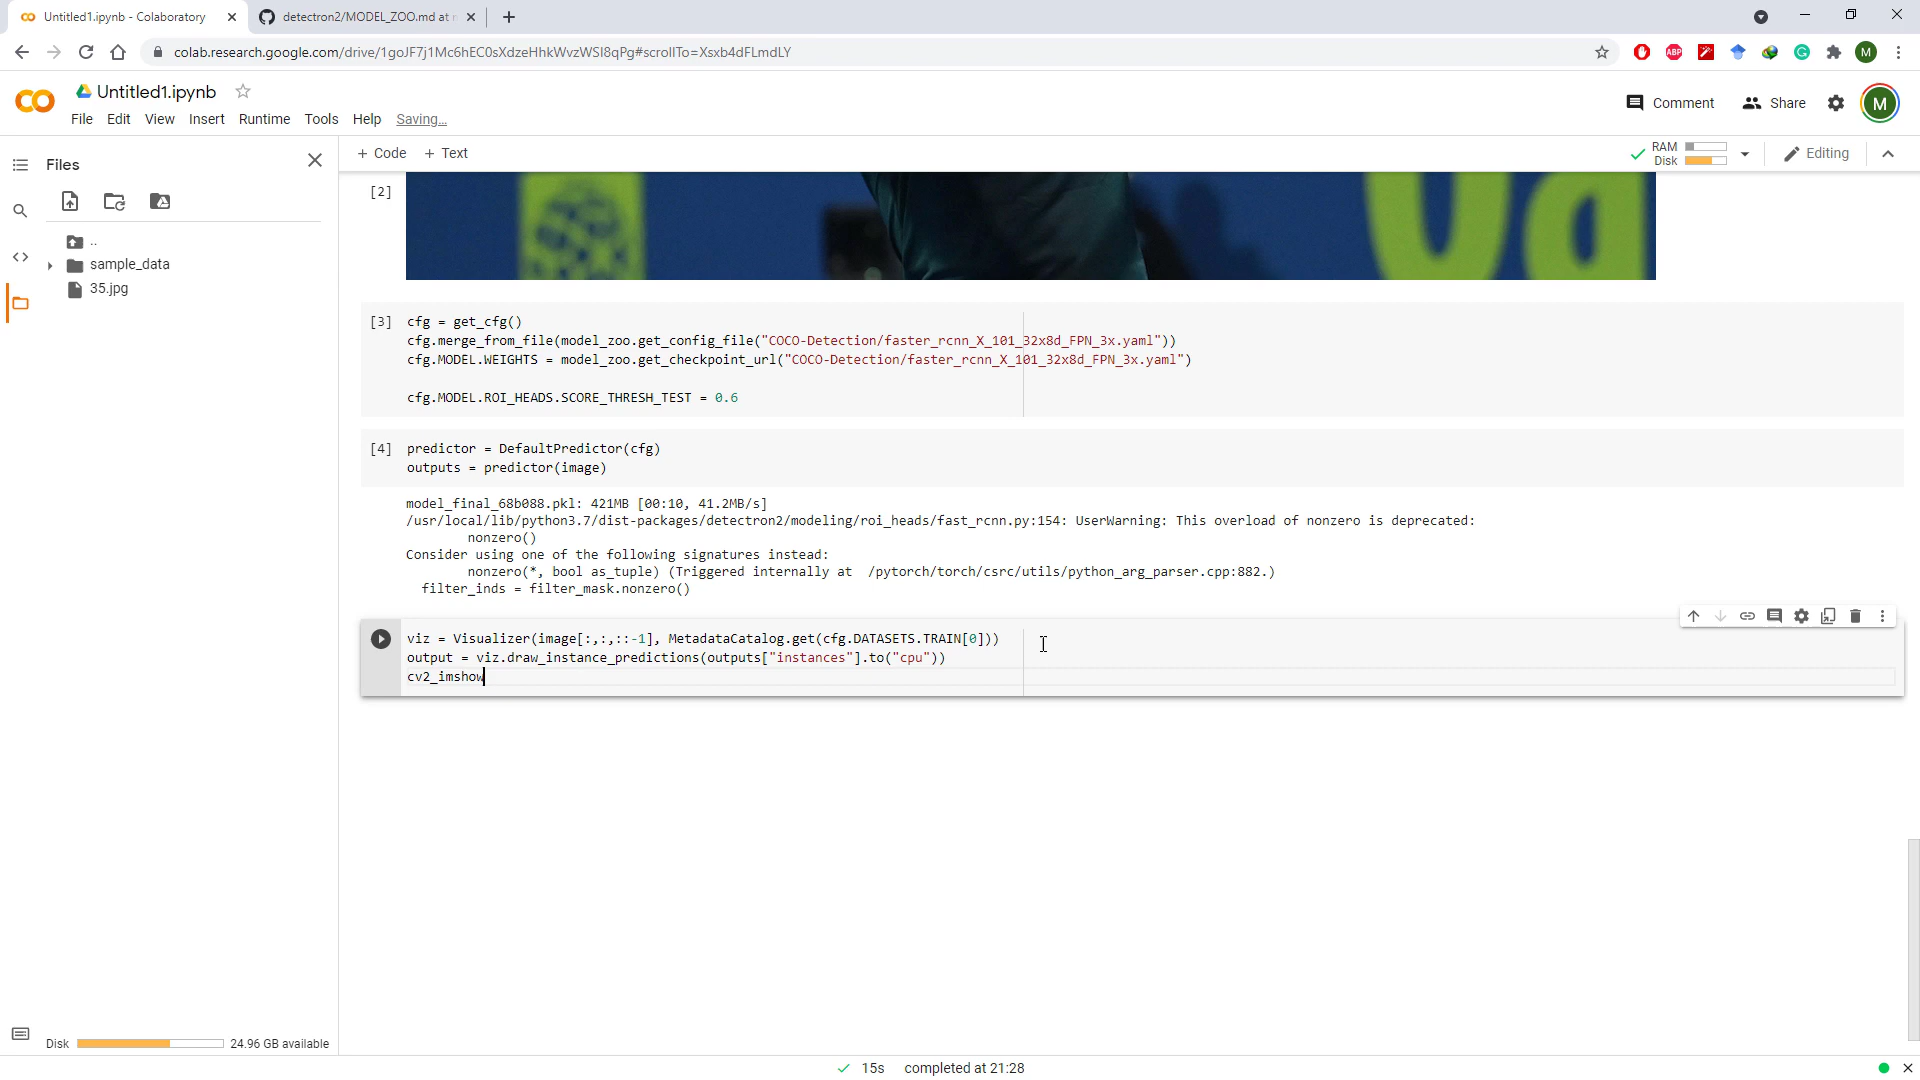 Untitled1.ipynb - Colaboratory
detectron2/MODEL_ZOO.md at
colab.research.google.com/drive/1goJF7j1Mc6hEC0sXdzeHhkWvzWSI8qPg#scrollTo=Xsxb4dFLmdLY
ABP
G
M
CO
Untitled1.ipynb
File Edit View Insert Runtime Tools Help Saving...
Comment
Share
M
Files
+ Code + Text
RAM
Disk
Editing
..
sample_data
35.jpg
[2]
[3] cfg = get_cfg()
cfg.merge_from_file(model_zoo.get_config_file("COCO-Detection/faster_rcnn_X_101_32x8d_FPN_3x.yaml"))
cfg.MODEL.WEIGHTS = model_zoo.get_checkpoint_url("COCO-Detection/faster_rcnn_X_101_32x8d_FPN_3x.yaml")
cfg.MODEL.ROI_HEADS.SCORE_THRESH_TEST = 0.6
[4] predictor = DefaultPredictor(cfg)
outputs = predictor(image)
model_final_68b088.pkl: 421MB [00:10, 41.2MB/s]
/usr/local/lib/python3.7/dist-packages/detectron2/modeling/roi_heads/fast_rcnn.py:154: UserWarning: This overload of nonzero is deprecated:
nonzero()
Consider using one of the following signatures instead:
nonzero(*, bool as_tuple) (Triggered internally at  /pytorch/torch/csrc/utils/python_arg_parser.cpp:882.)
filter_inds = filter_mask.nonzero()
viz = Visualizer(image[:,:,::-1], MetadataCatalog.get(cfg.DATASETS.TRAIN[0]))
output = viz.draw_instance_predictions(outputs["instances"].to("cpu"))
cv2_imshow
Disk 24.96 GB available
15s completed at 21:28